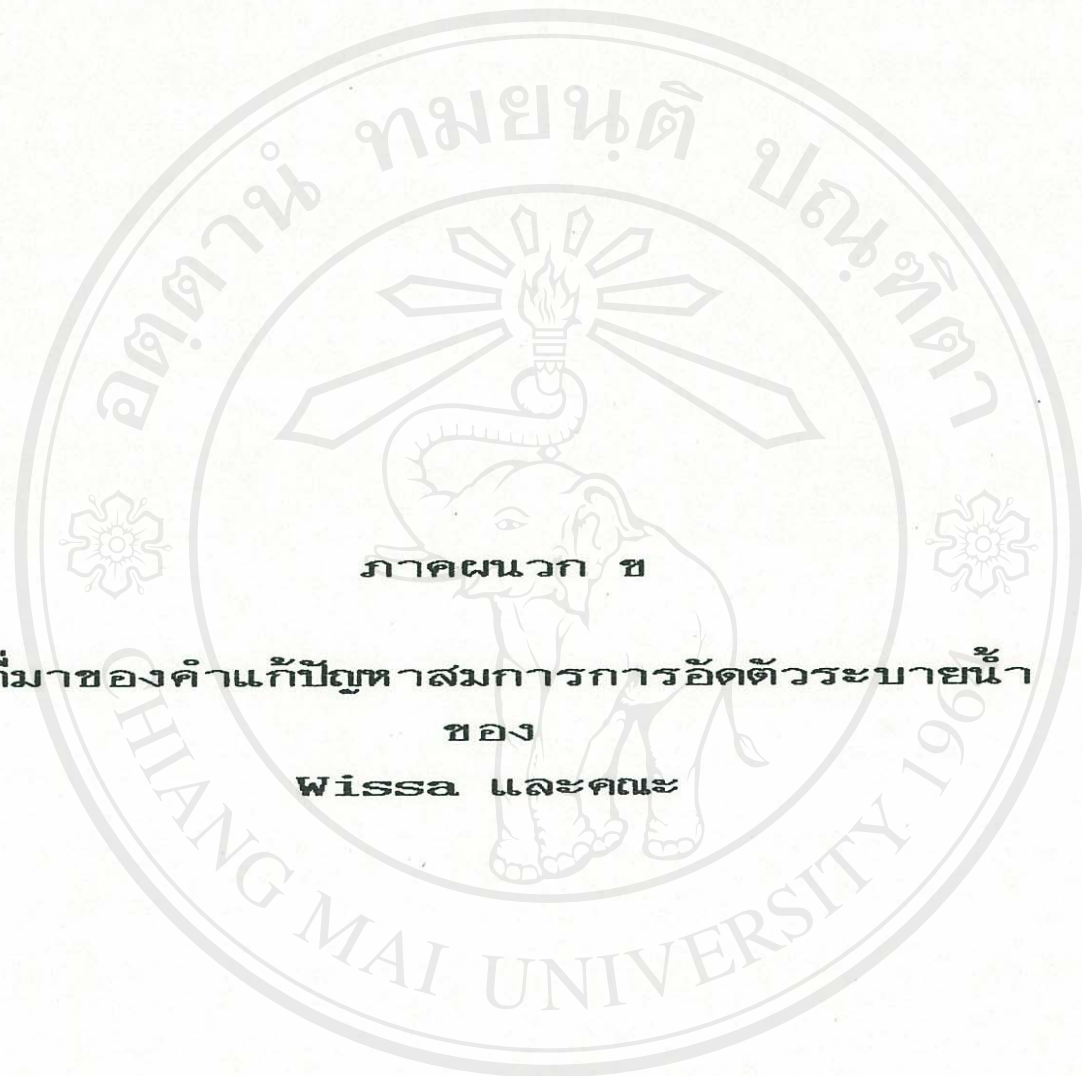 อตฺตานํ ทมยนฺติ ปณฺฑิตา
ภาคผนวก ข
ที่มาของคำแก้ปัญหาสมการการอัดตัวระบายน้ำ
ของ
Wissa และคณะ
CHIANG MAI UNIVERSITY 1964